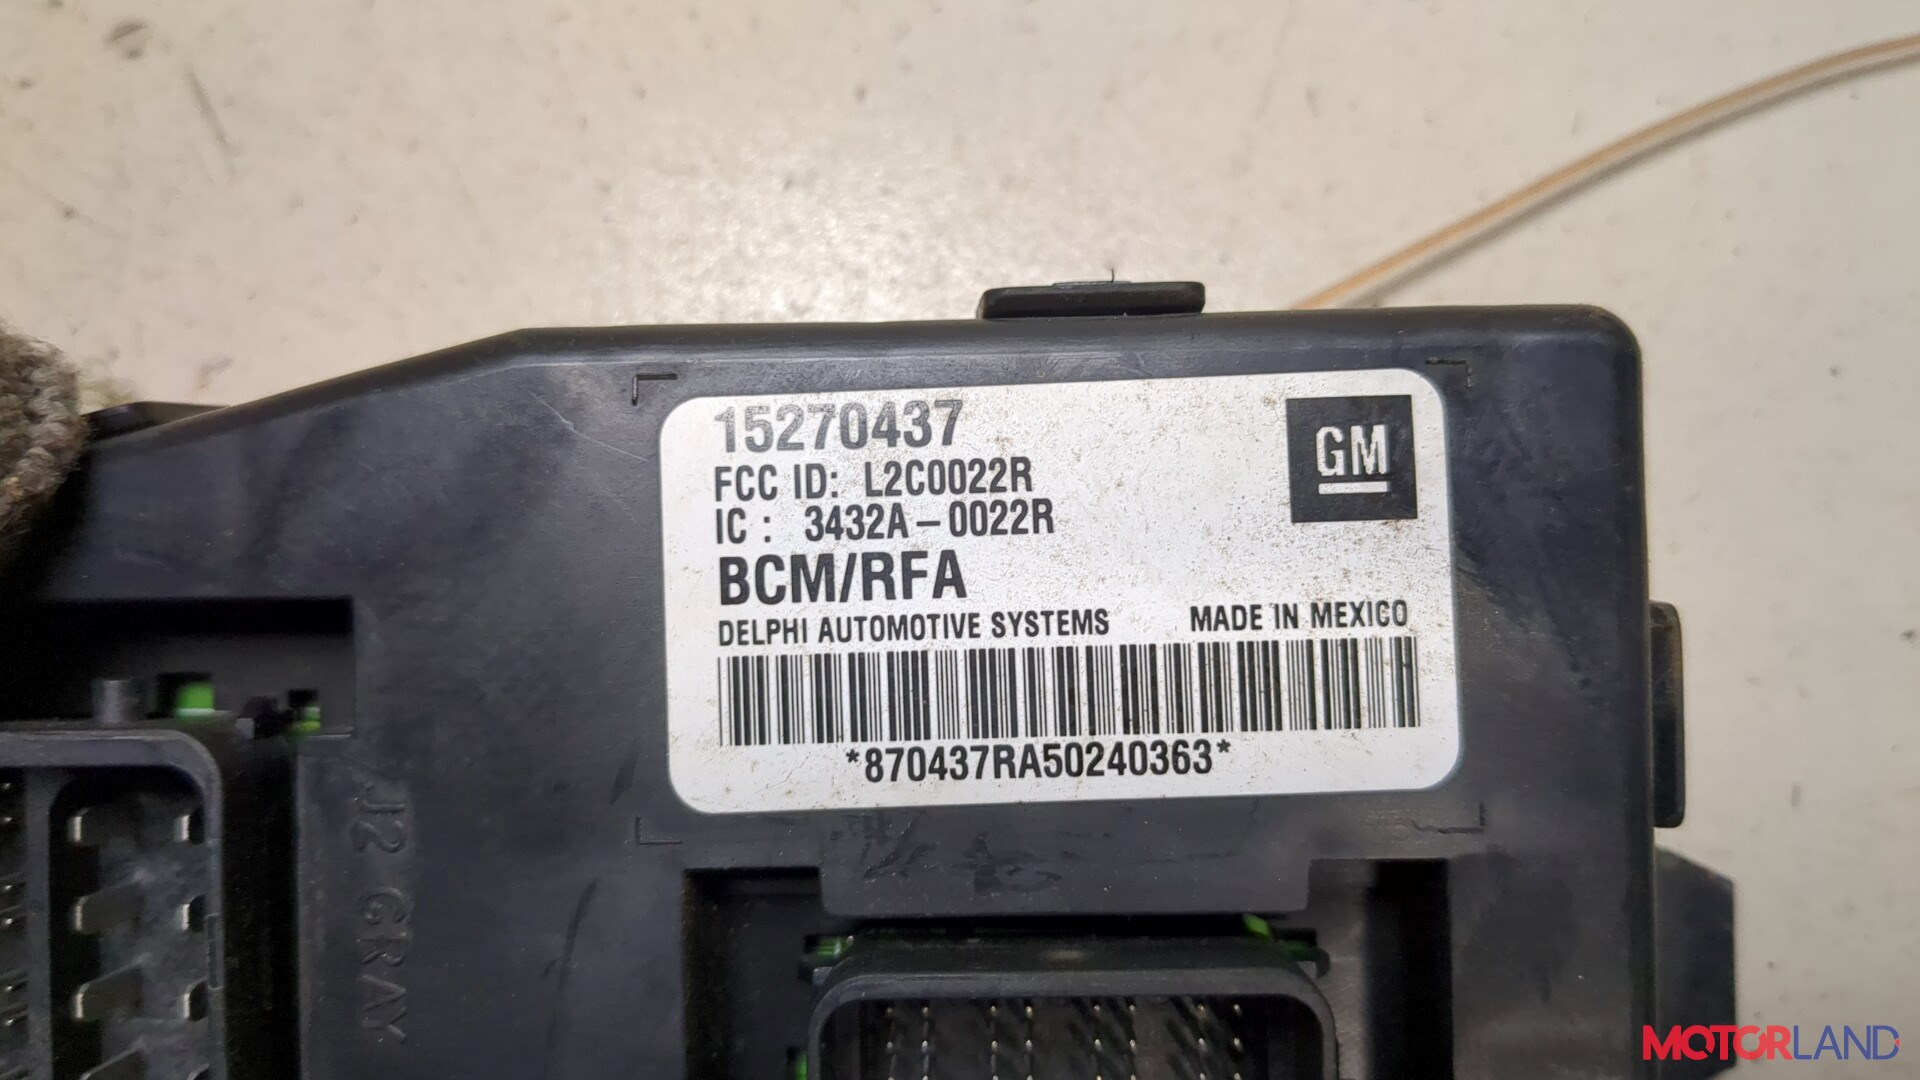 15270437
GM
FCC ID: L2C0022R
IC : 3432A-0022R
BCM/RFA
DELPHI AUTOMOTIVE SYSTEMS MADE IN MEXICO
*870437RA50240363*
J2 GRAY
MOTORLAND